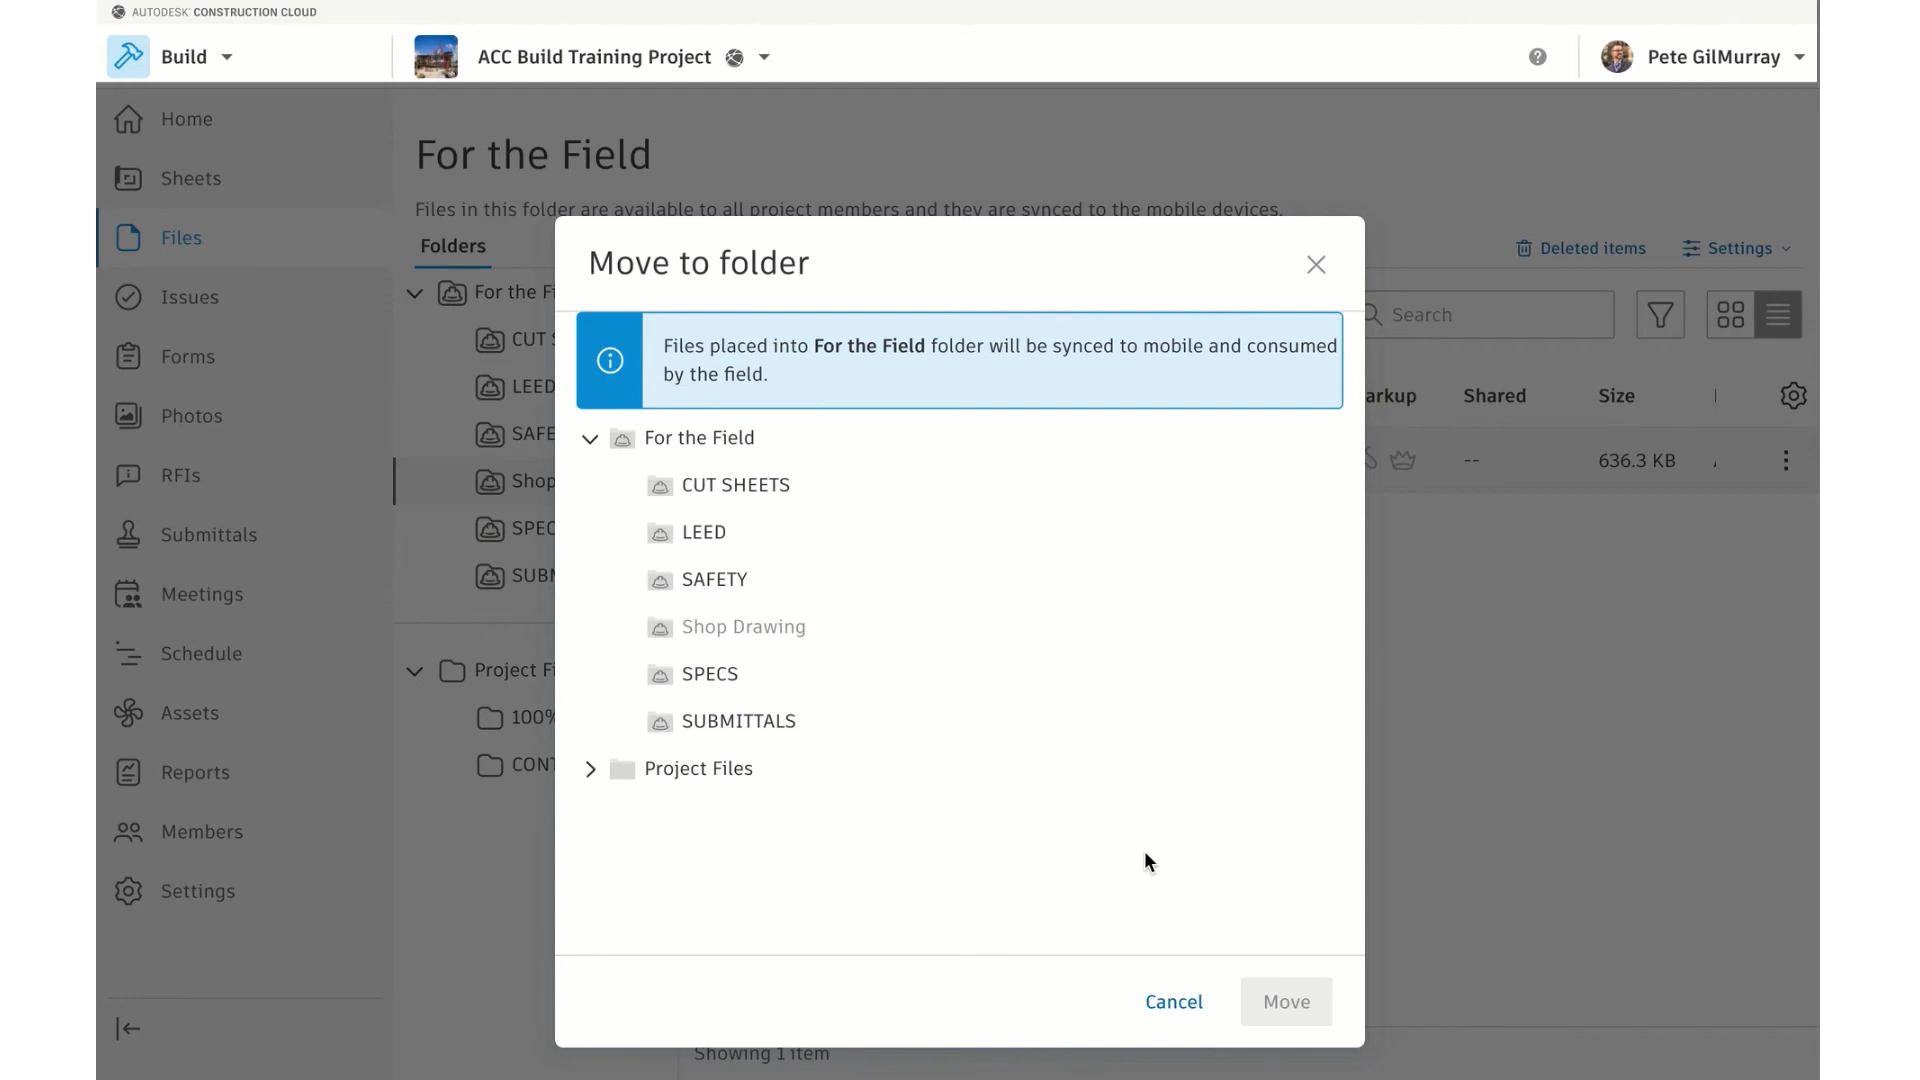 AUTODESK CONSTRUCTION CLOUD
Build
ACC Build Training Project
Pete GilMurray
Home
Sheets
Files
Issues
Forms
Photos
RFIs
Submittals
Meetings
Schedule
Assets
Reports
Members
Settings
For the Field
Files in this folder are available to all project members and they are synced to the mobile devices.
Folders
Deleted items
Settings
For the Fi
CUT S
LEED
SAFE
Shop
SPEC
SUBM
Project Fi
100%
CONT
Search
arkup
Shared
Size
--
636.3 KB
Move to folder
Files placed into For the Field folder will be synced to mobile and consumed
by the field.
For the Field
CUT SHEETS
LEED
SAFETY
Shop Drawing
SPECS
SUBMITTALS
Project Files
Cancel
Move
Showing 1 item